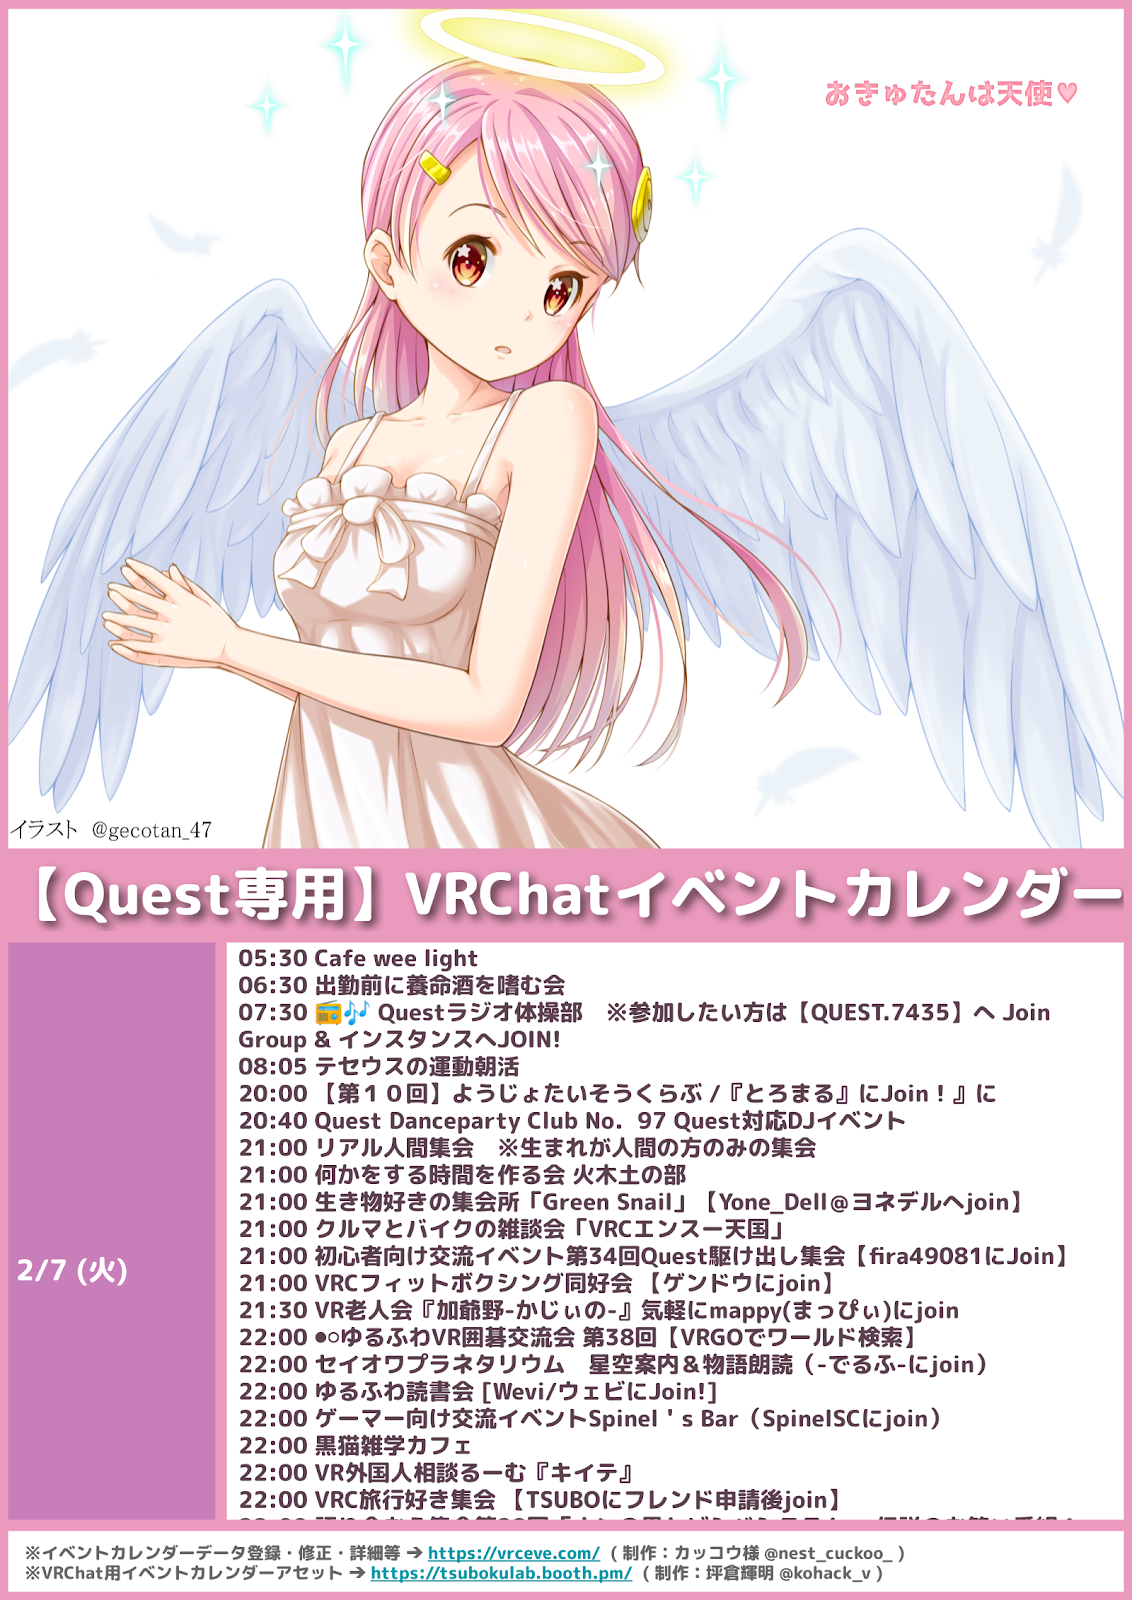 おきゅたんは天使♥
イラスト @gecotan_47
【Quest専用】VRChatイベントカレンダー
2/7 (火)
05:30 Cafe wee light
06:30 出勤前に養命酒を嗜む会
07:30 📻🎶 Questラジオ体操部　※参加したい方は【QUEST.7435】へ Join
Group & インスタンスへJOIN!
08:05 テセウスの運動朝活
20:00 【第１０回】ようじょたいそうくらぶ /『とろまる』にJoin！』に
20:40 Quest Danceparty Club No．97 Quest対応DJイベント
21:00 リアル人間集会　※生まれが人間の方のみの集会
21:00 何かをする時間を作る会 火木土の部
21:00 生き物好きの集会所「Green Snail」【Yone_Dell@ヨネデルへjoin】
21:00 クルマとバイクの雑談会「VRCエンスー天国」
21:00 初心者向け交流イベント第34回Quest駆け出し集会【fira49081にJoin】
21:00 VRCフィットボクシング同好会 【ゲンドウにjoin】
21:30 VR老人会『加爺野-かじぃの-』気軽にmappy(まっぴぃ)にjoin
22:00 ●○ゆるふわVR囲碁交流会 第38回【VRGOでワールド検索】
22:00 セイオワプラネタリウム　星空案内＆物語朗読（-でるふ-にjoin）
22:00 ゆるふわ読書会 [Wevi/ウェビにJoin!]
22:00 ゲーマー向け交流イベントSpinel＇s Bar（SpinelSCにjoin）
22:00 黒猫雑学カフェ
22:00 VR外国人相談るーむ『キイテ』
22:00 VRC旅行好き集会 【TSUBOにフレンド申請後join】
※イベントカレンダーデータ登録・修正・詳細等 ➔ https://vrceve.com/ （制作：カッコウ様 @nest_cuckoo_ ）
※VRChat用イベントカレンダーアセット ➔ https://tsubokulab.booth.pm/ （制作：坪倉輝明 @kohack_v ）